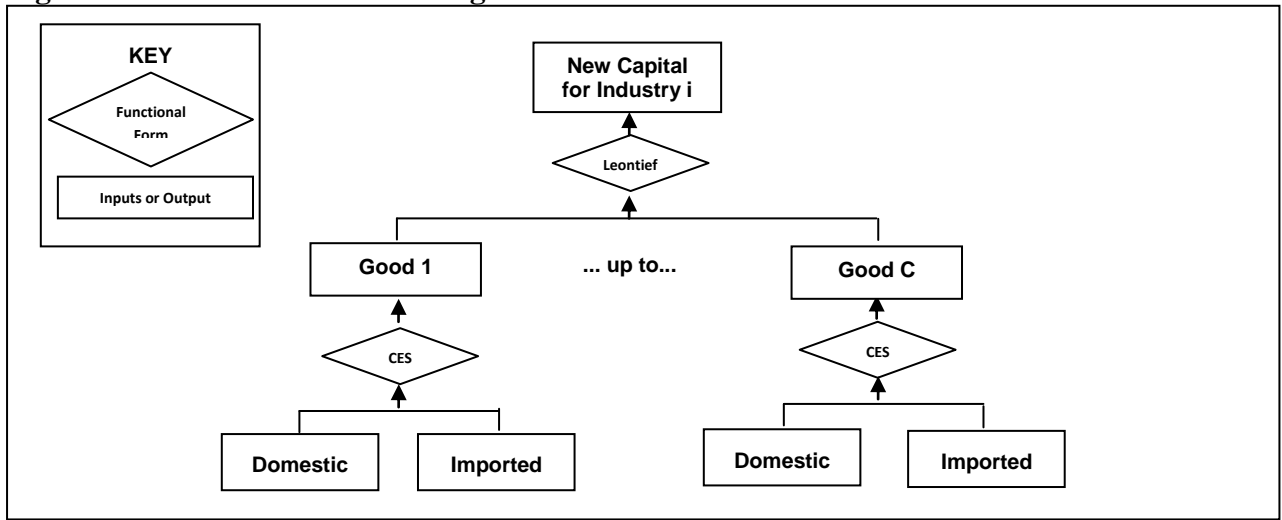 KEY
Functional
Form
Inputs or Output
New Capital
for Industry i
Leontief
Good 1
... up to...
Good C
CES
CES
Domestic
Imported
Domestic
Imported